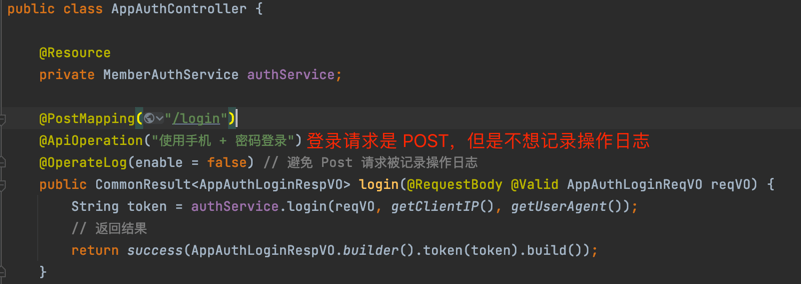 public class AppAuthController {
@Resource
private MemberAuthService authService;
@PostMapping("/login")
@ApiOperation("使用手机 + 密码登录") 登录请求是 POST，但是不想记录操作日志
@OperateLog(enable = false) // 避免 Post 请求被记录操作日志
public CommonResult<AppAuthLoginRespVO> login(@RequestBody @Valid AppAuthLoginReqVO reqVO) {
String token = authService.login(reqVO, getClientIP(), getUserAgent());
// 返回结果
return success(AppAuthLoginRespVO.builder().token(token).build());
}